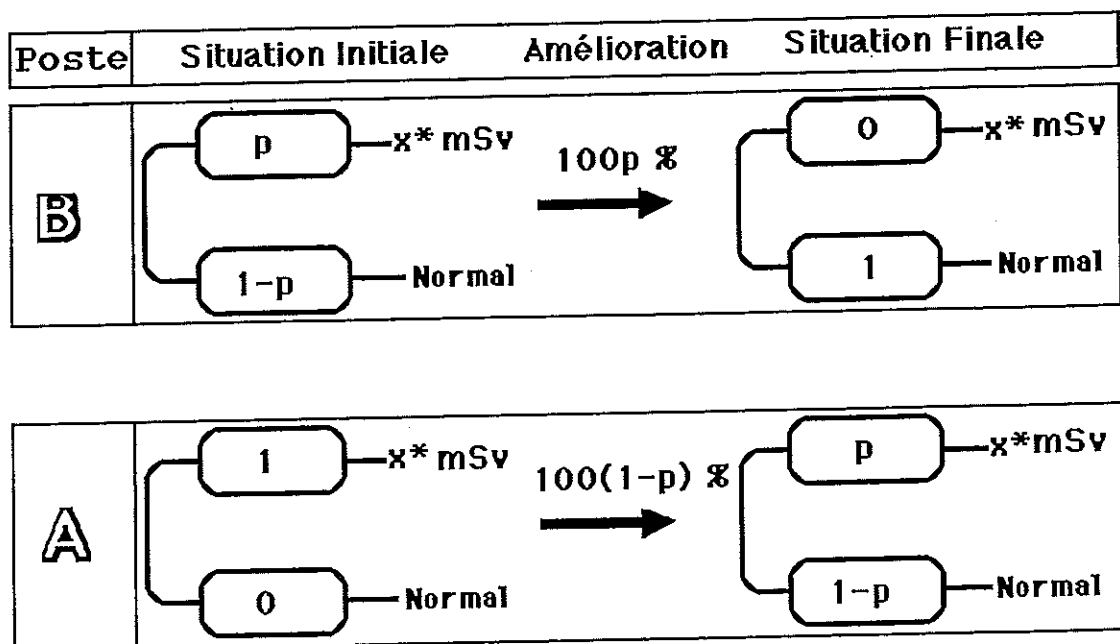 Poste Situation Initiale Amélioration Situation Finale
B
p x* mSv 100p % 0 x* mSv
1-p Normal 1 Normal
A
1 x* mSv 100(1-p) % p x*mSv
0 Normal 1-p Normal